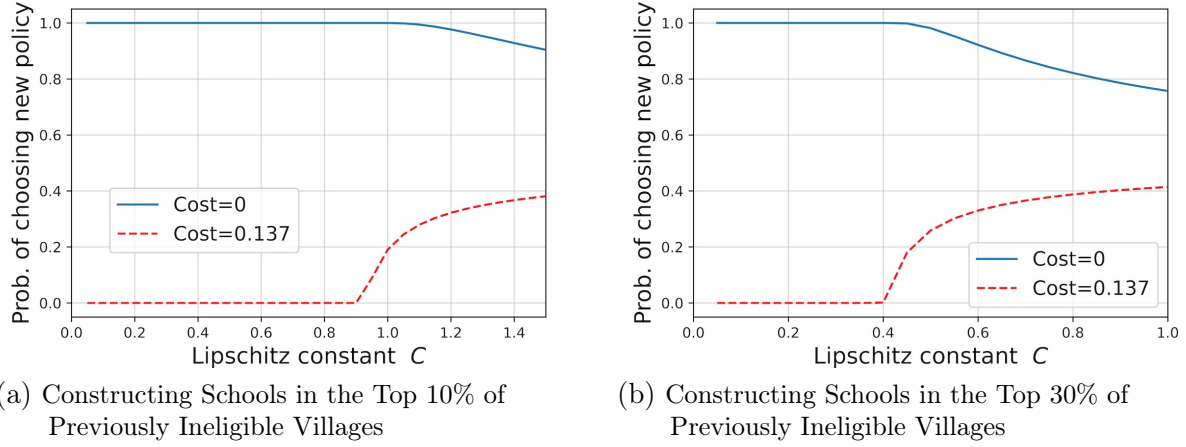 Prob. of choosing new policy
1.0
0.8
0.6
0.4
0.2
0.0
Cost=0
Cost=0.137
0.0 0.2 0.4 0.6 0.8 1.0 1.2 1.4
Lipschitz constant C
(a) Constructing Schools in the Top 10% of
Previously Ineligible Villages
Prob. of choosing new policy
1.0
0.8
0.6
0.4
0.2
0.0
Cost=0
Cost=0.137
0.0 0.2 0.4 0.6 0.8 1.0
Lipschitz constant C
(b) Constructing Schools in the Top 30% of
Previously Ineligible Villages